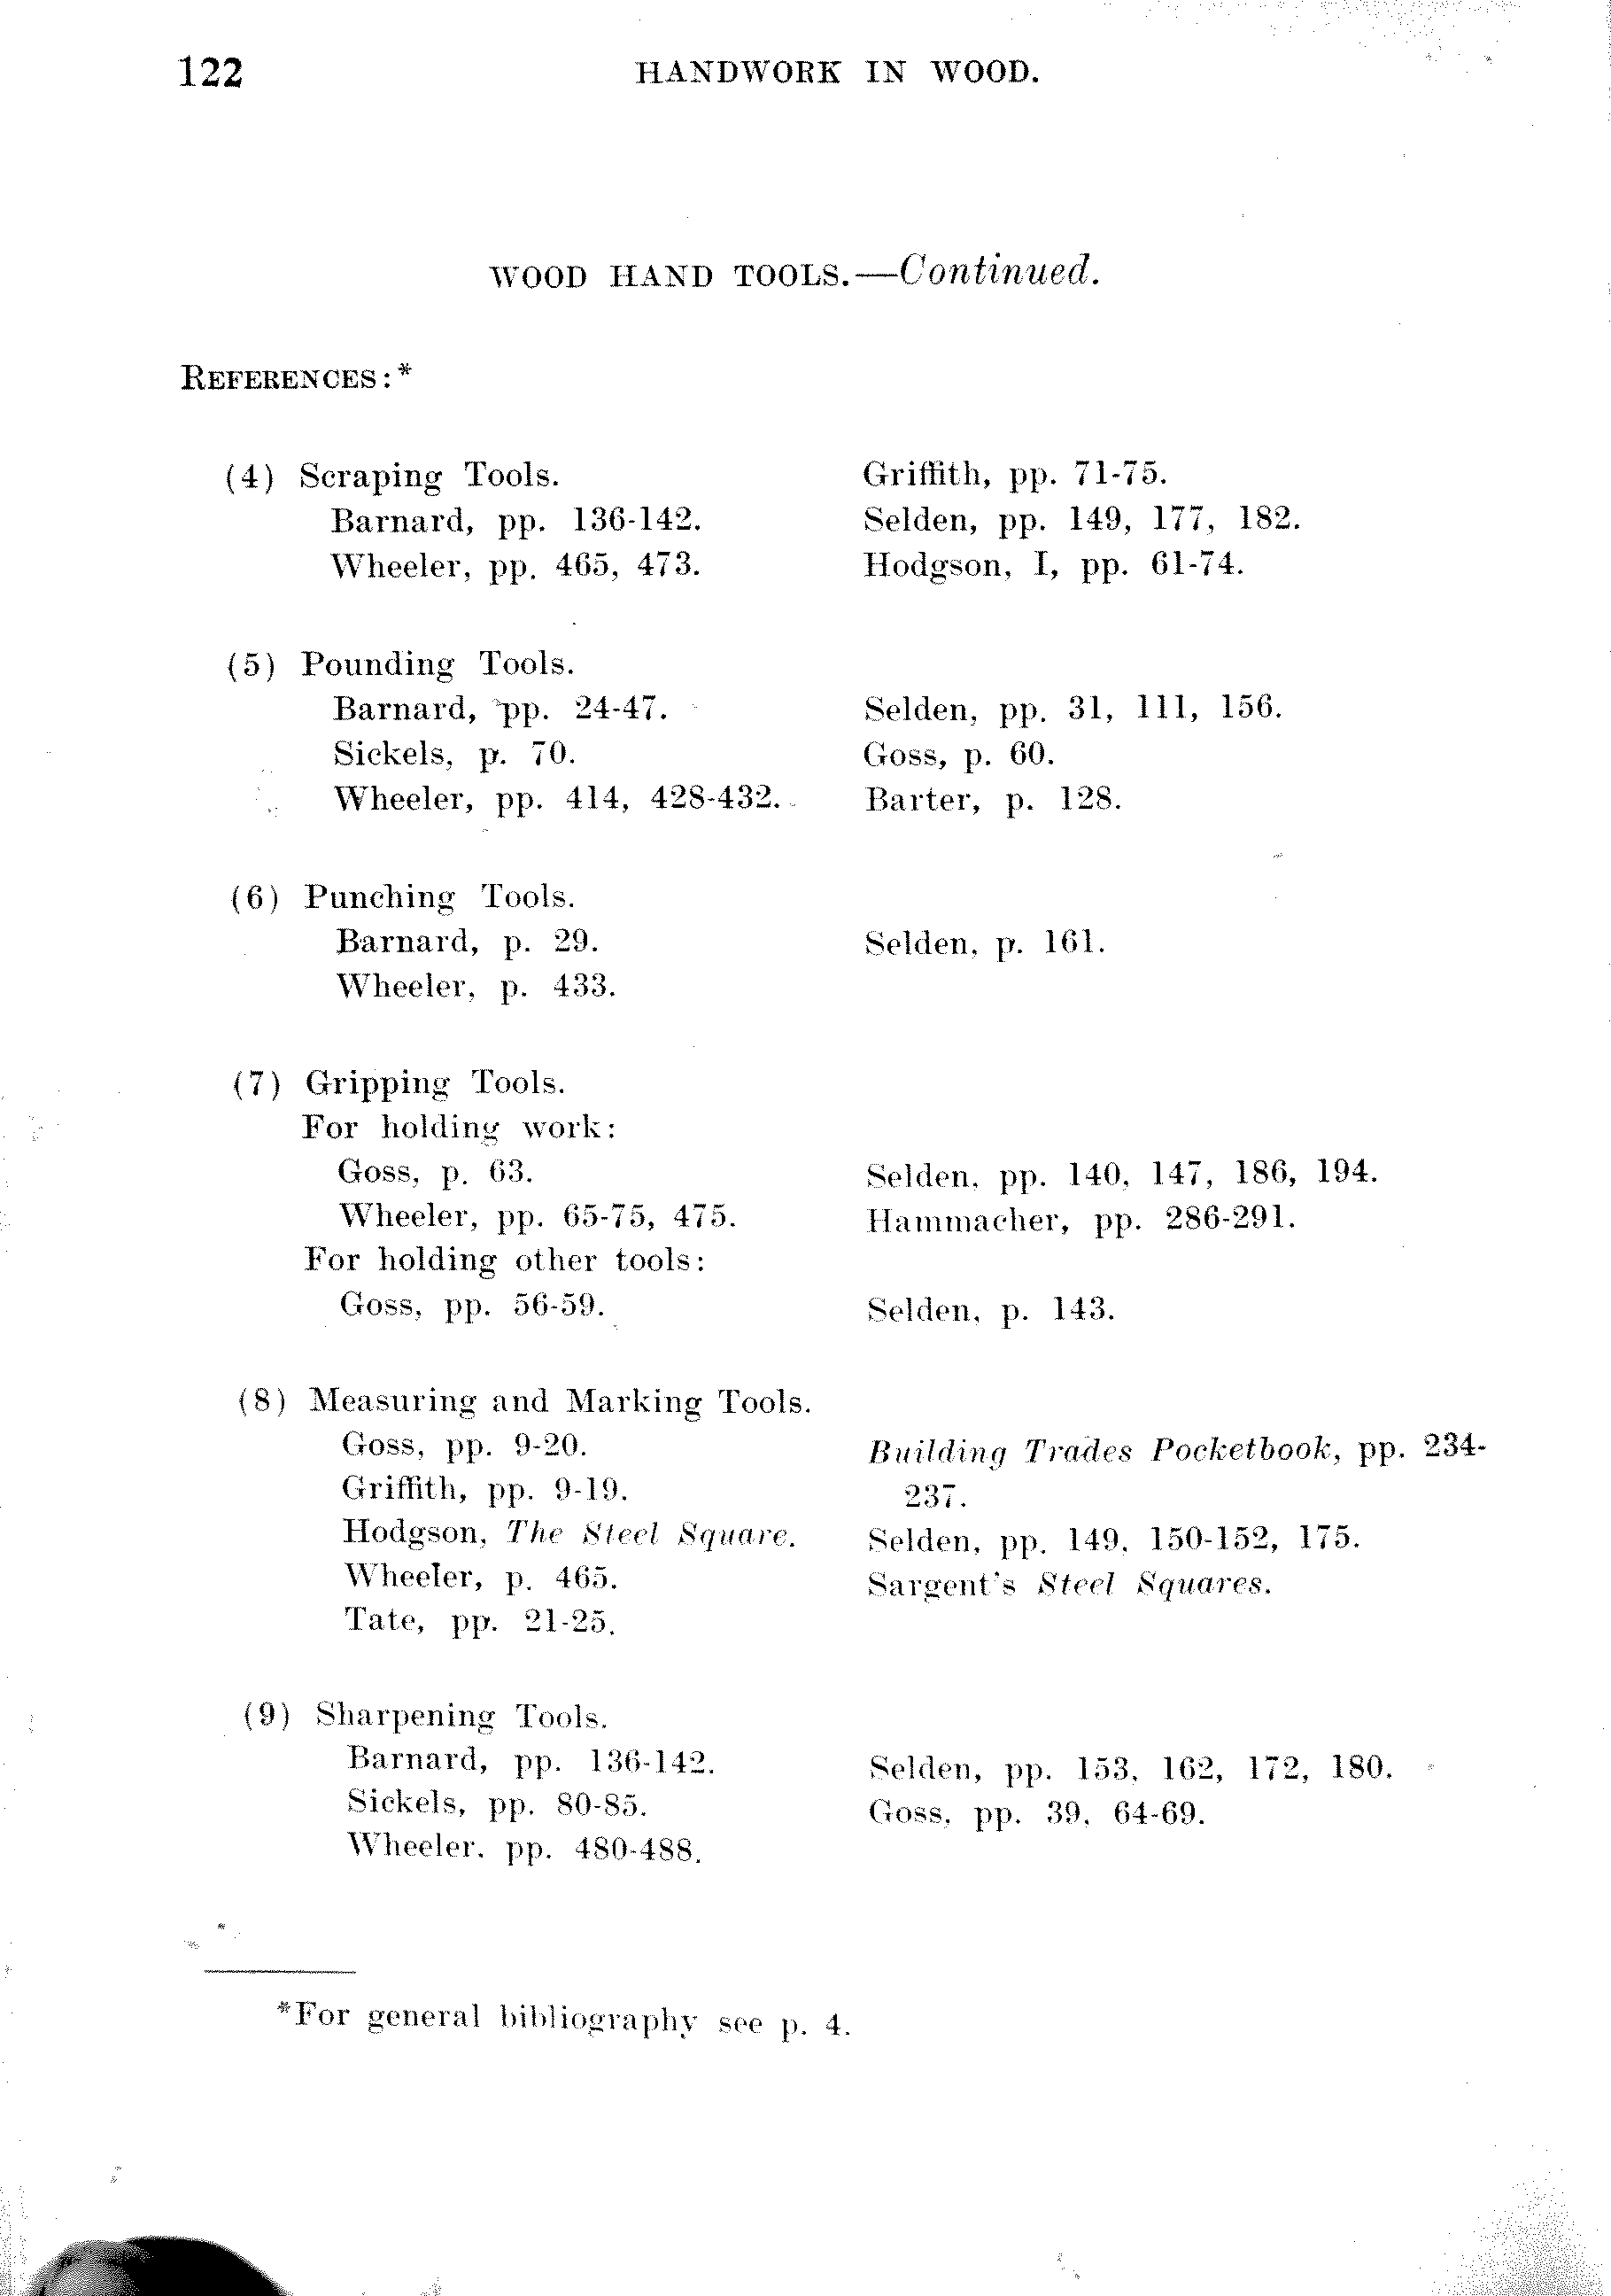 122 HANDWORK IN WOOD.
WOOD HAND TOOLS.—Continued.
REFERENCES:*
(4) Scraping Tools.
Barnard, pp. 136-142.
Wheeler, pp. 465, 473.
Griffith, pp. 71-75.
Selden, pp. 149, 177, 182.
Hodgson, I, pp. 61-74.
(5) Pounding Tools.
Barnard, pp. 24-47.
Sickels, p. 70.
Wheeler, pp. 414, 428-432.
Selden, pp. 31, 111, 156.
Goss, p. 60.
Barter, p. 128.
(6) Punching Tools.
Barnard, p. 29.
Wheeler, p. 433.
Selden, p. 161.
(7) Gripping Tools.
For holding work:
Goss, p. 63.
Wheeler, pp. 65-75, 475.
Selden, pp. 140, 147, 186, 194.
Hammacher, pp. 286-291.
For holding other tools:
Goss, pp. 56-59.
Selden, p. 143.
(8) Measuring and Marking Tools.
Goss, pp. 9-20.
Griffith, pp. 9-19.
Hodgson, The Steel Square.
Wheeler, p. 465.
Tate, pp. 21-25.
Building Trades Pocketbook, pp. 234-
237.
Selden, pp. 149, 150-152, 175.
Sargent's Steel Squares.
(9) Sharpening Tools.
Barnard, pp. 136-142.
Sickels, pp. 80-85.
Wheeler, pp. 480-488.
Selden, pp. 153, 162, 172, 180.
Goss, pp. 39, 64-69.
*For general bibliography see p. 4.